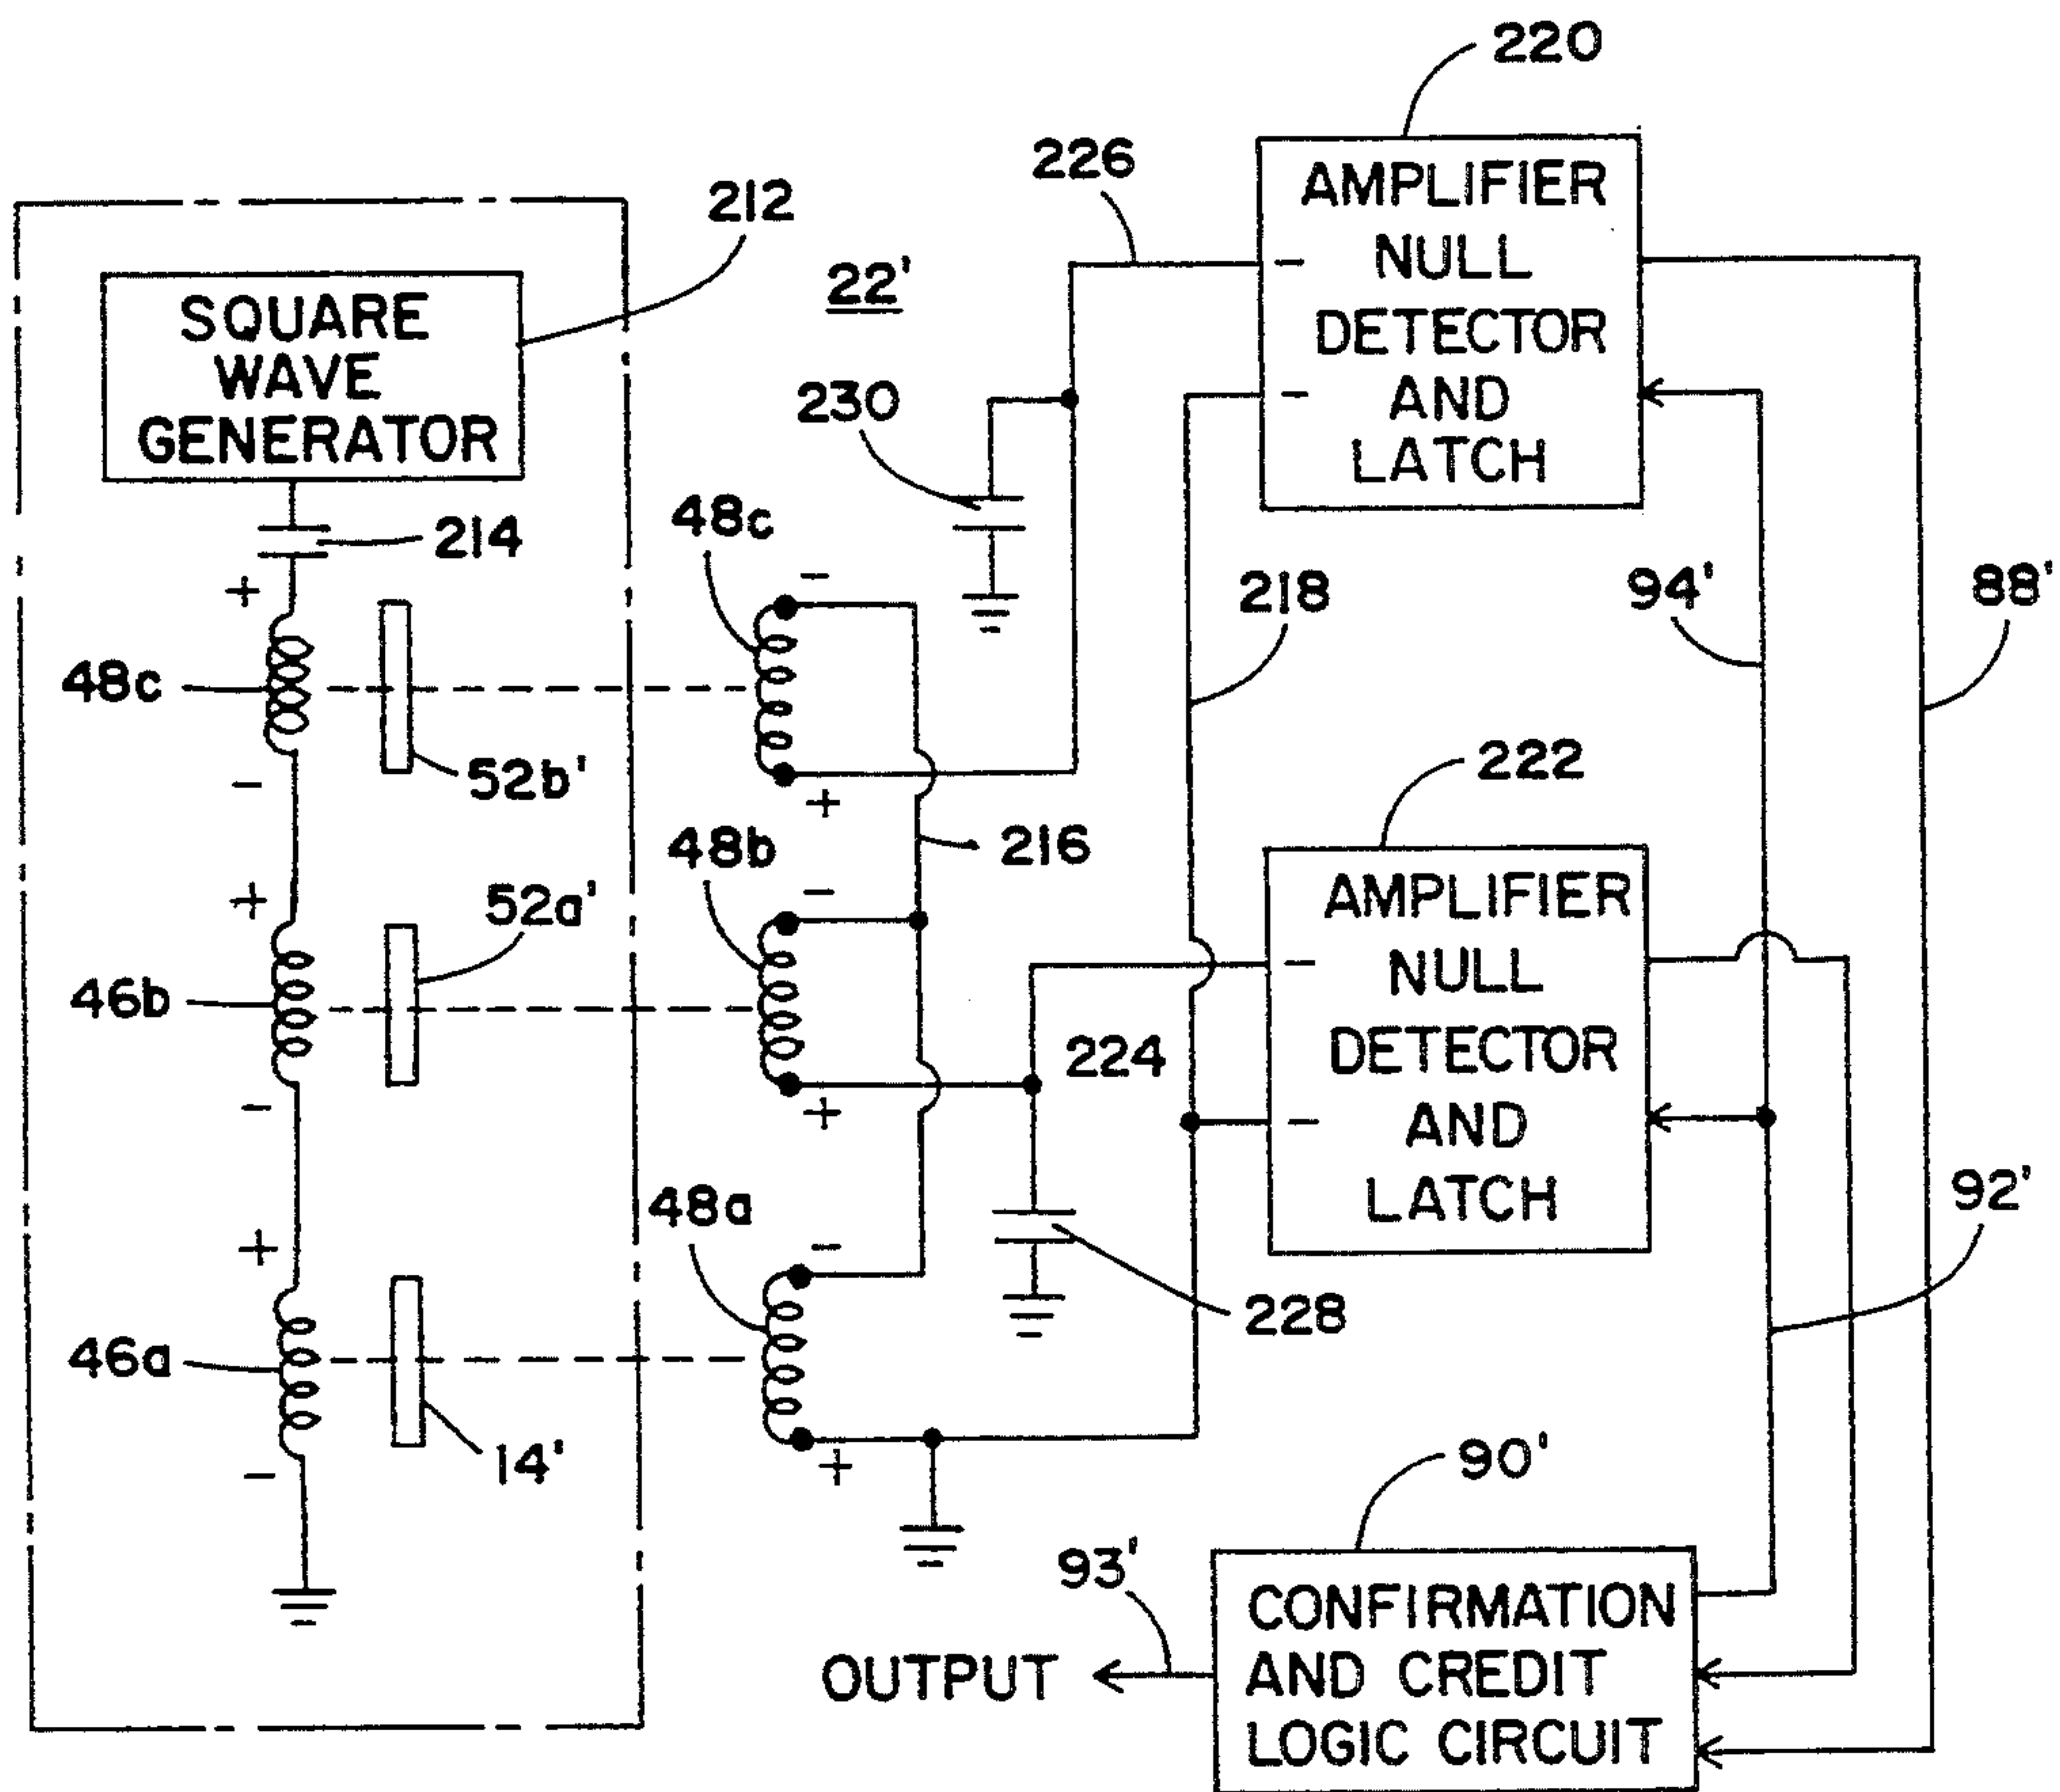 220
226
AMPLIFIER
NULL
DETECTOR
AND
LATCH
212
22'
SQUARE
WAVE
GENERATOR
230
214
48c
+
-
-
-
218
94'
88'
48c
-
52b'
+
222
216
48b
+
-
52a'
AMPLIFIER
NULL
DETECTOR
AND
LATCH
-
-
46b
224
-
+
92'
48a
+
-
228
46a
14'
-
+
90'
93'
OUTPUT
CONFIRMATION
AND CREDIT
LOGIC CIRCUIT